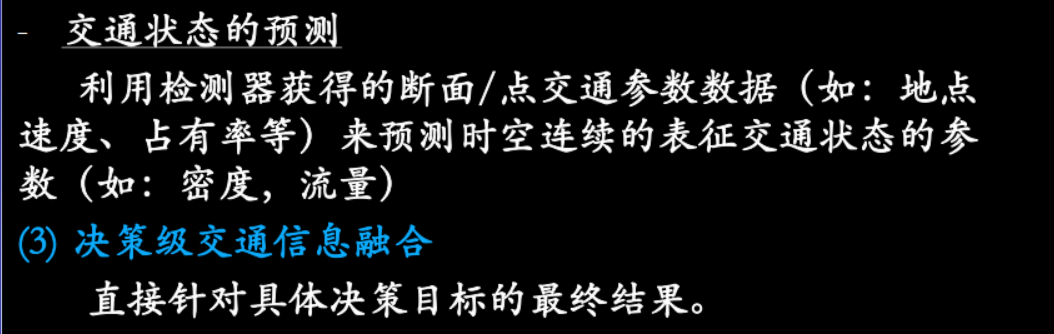 - 交通状态的预测
利用检测器获得的断面/点交通参数数据（如：地点
速度、占有率等）来预测时空连续的表征交通状态的参
数（如：密度，流量）
(3) 决策级交通信息融合
直接针对具体决策目标的最终结果。